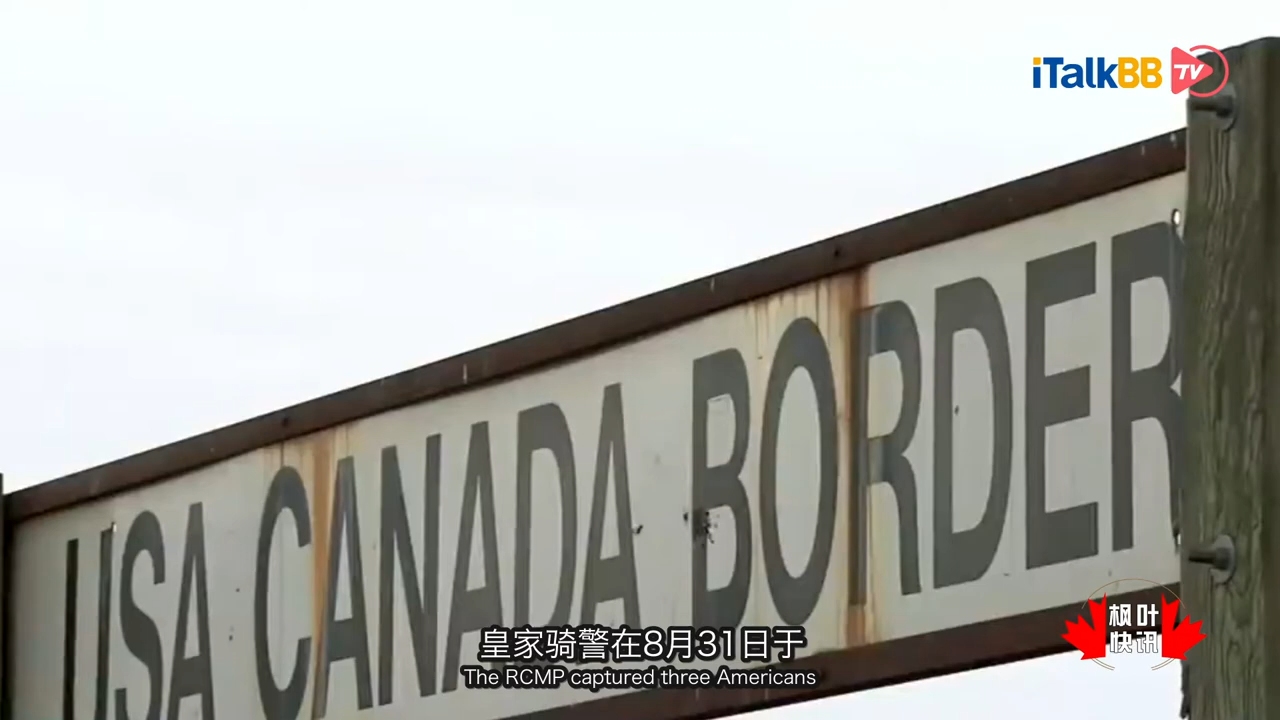 iTalkBB TV
USA CANADA BORDER
枫叶
快讯
皇家骑警在8月31日于
The RCMP captured three Americans